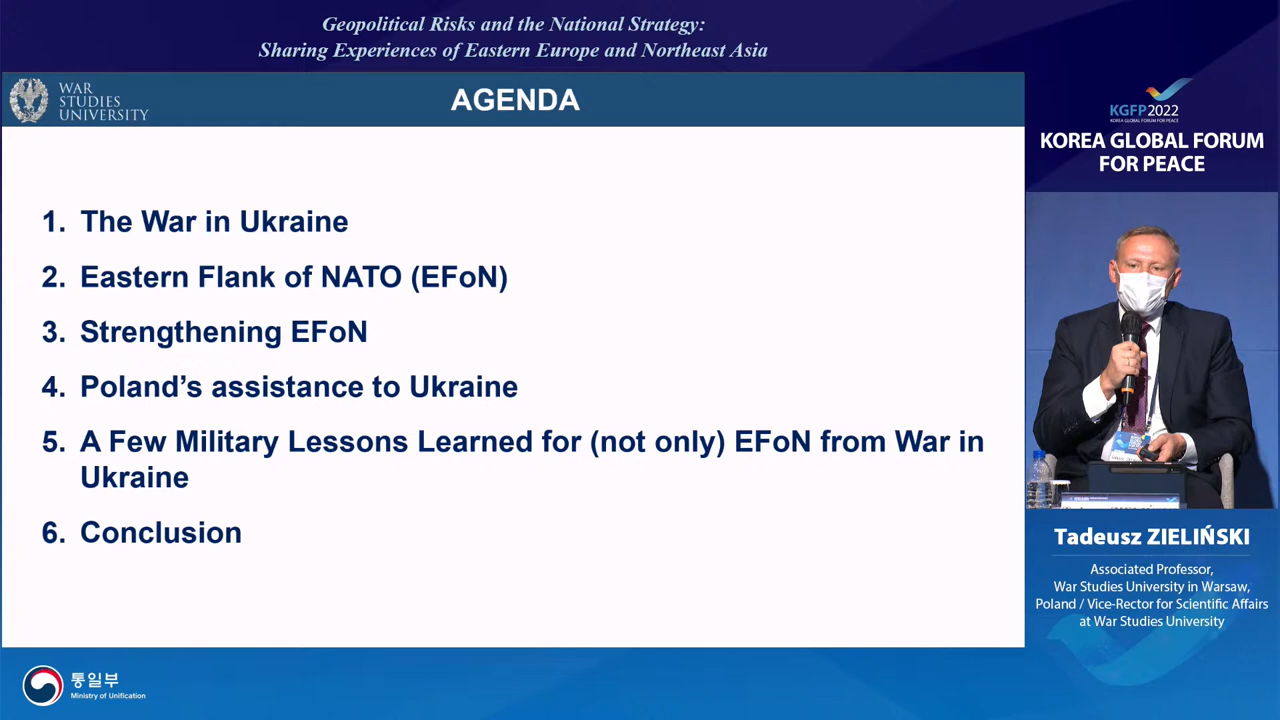 Geopolitical Risks and the National Strategy:
Sharing Experiences of Eastern Europe and Northeast Asia
WAR
STUDIES
UNIVERSITY
AGENDA
1. The War in Ukraine
2. Eastern Flank of NATO (EFoN)
3. Strengthening EFoN
4. Poland’s assistance to Ukraine
5. A Few Military Lessons Learned for (not only) EFoN from War in
Ukraine
6. Conclusion
KGFP2022
KOREA GLOBAL FORUM FOR PEACE
KOREA GLOBAL FORUM
FOR PEACE
Tadeusz ZIELIŃSKI
Associated Professor,
War Studies University in Warsaw,
Poland / Vice-Rector for Scientific Affairs
at War Studies University
통일부
Ministry of Unification